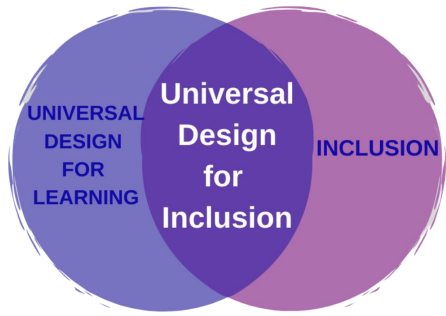 UNIVERSAL
DESIGN
FOR
LEARNING
Universal
Design
for
Inclusion
INCLUSION